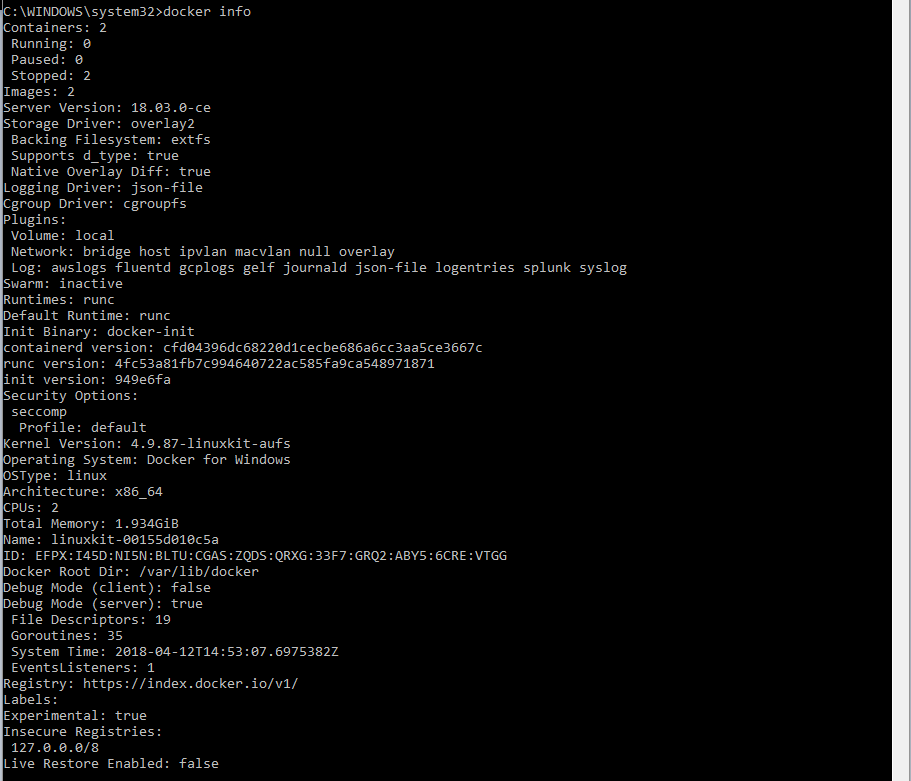 C:\WINDOWS\system32>docker info
Containers: 2
 Running: 0
 Paused: 0
 Stopped: 2
Images: 2
Server Version: 18.03.0-ce
Storage Driver: overlay2
 Backing Filesystem: extfs
 Supports d_type: true
 Native Overlay Diff: true
Logging Driver: json-file
Cgroup Driver: cgroupfs
Plugins:
 Volume: local
 Network: bridge host ipvlan macvlan null overlay
 Log: awslogs fluentd gcplogs gelf journald json-file logentries splunk syslog
Swarm: inactive
Runtimes: runc
Default Runtime: runc
Init Binary: docker-init
containerd version: cfd04396dc68220d1cecbe686a6cc3aa5ce3667c
runc version: 4fc53a81fb7c994640722ac585fa9ca548971871
init version: 949e6fa
Security Options:
 seccomp
  Profile: default
Kernel Version: 4.9.87-linuxkit-aufs
Operating System: Docker for Windows
OSType: linux
Architecture: x86_64
CPUs: 2
Total Memory: 1.934GiB
Name: linuxkit-00155d010c5a
ID: EFPX:I45D:NI5N:BLTU:CGAS:ZQDS:QRXG:33F7:GRQ2:ABY5:6CRE:VTGG
Docker Root Dir: /var/lib/docker
Debug Mode (client): false
Debug Mode (server): true
 File Descriptors: 19
 Goroutines: 35
 System Time: 2018-04-12T14:53:07.6975382Z
 EventsListeners: 1
Registry: https://index.docker.io/v1/
Labels:
Experimental: true
Insecure Registries:
 127.0.0.0/8
Live Restore Enabled: false